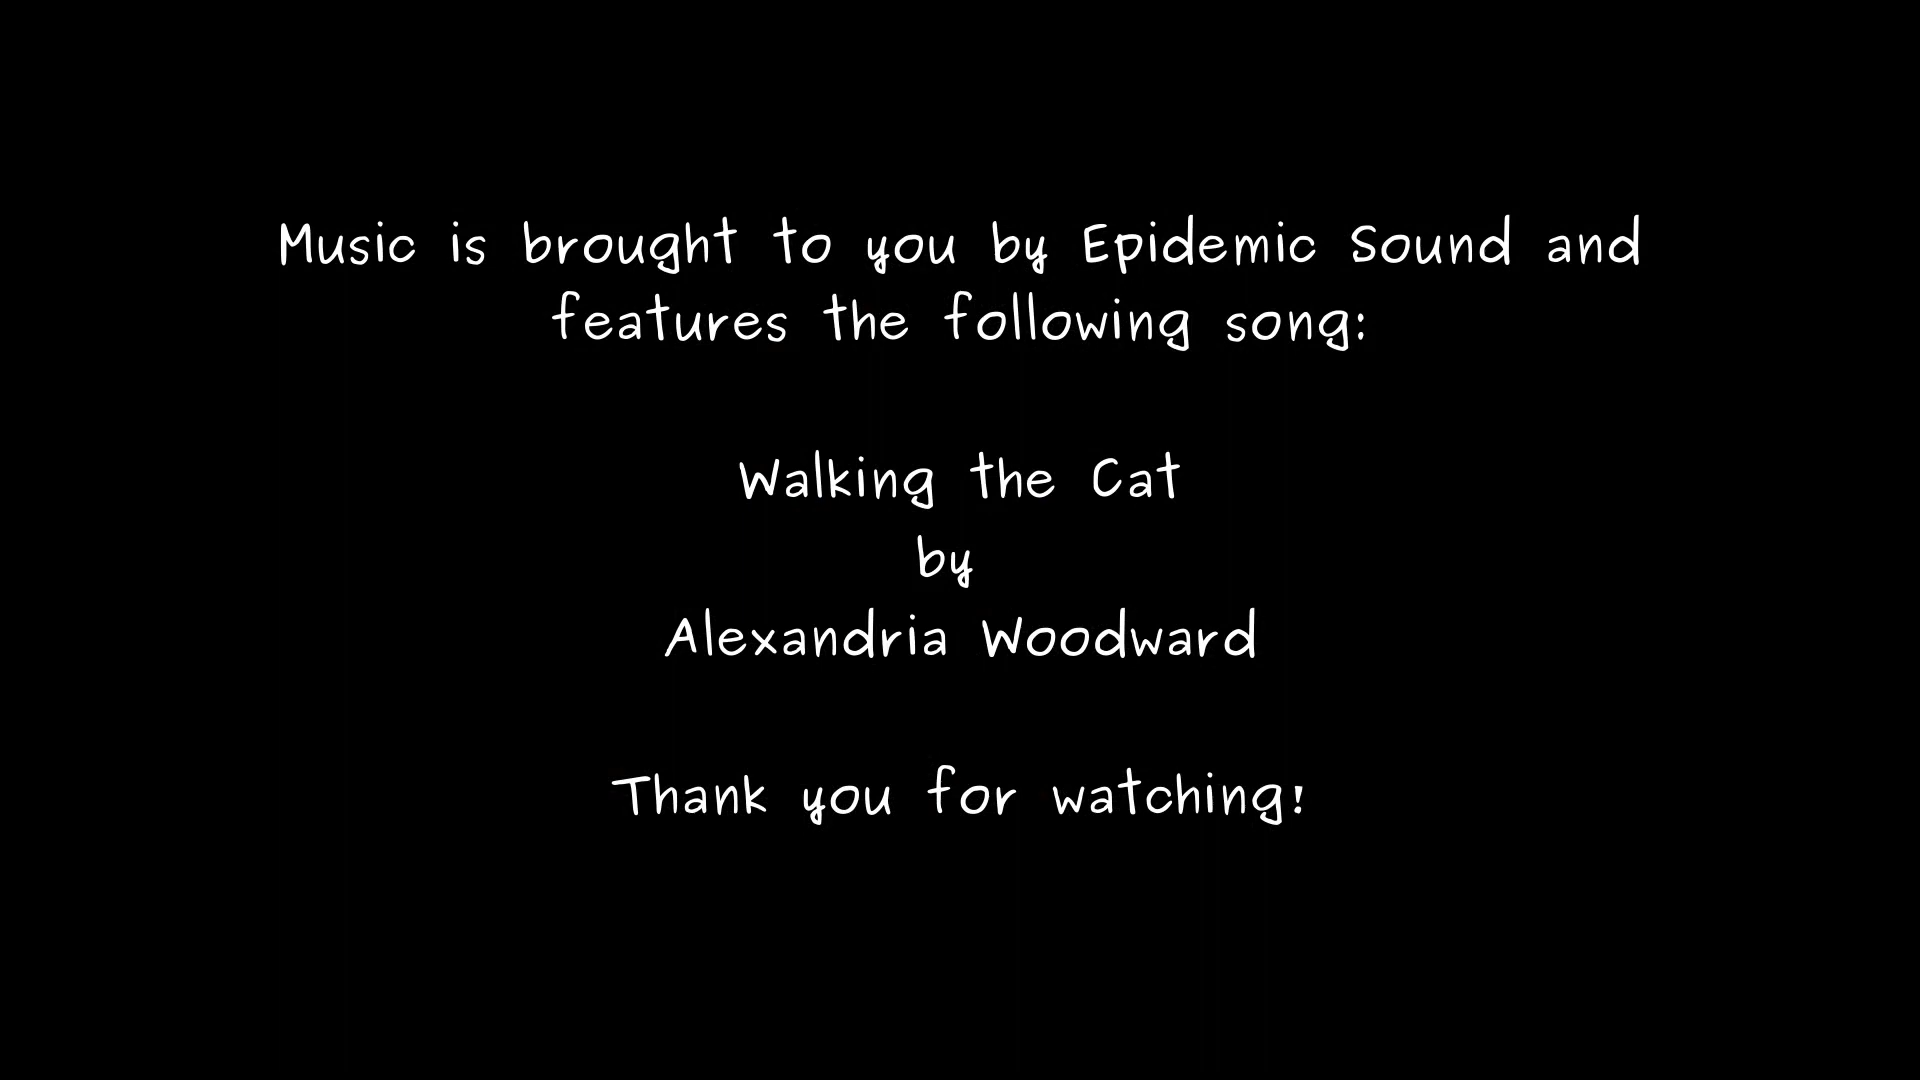 Music is brought to you by Epidemic Sound and
features the following song:
Walking the Cat
by
Alexandria Woodward
Thank you for watching!